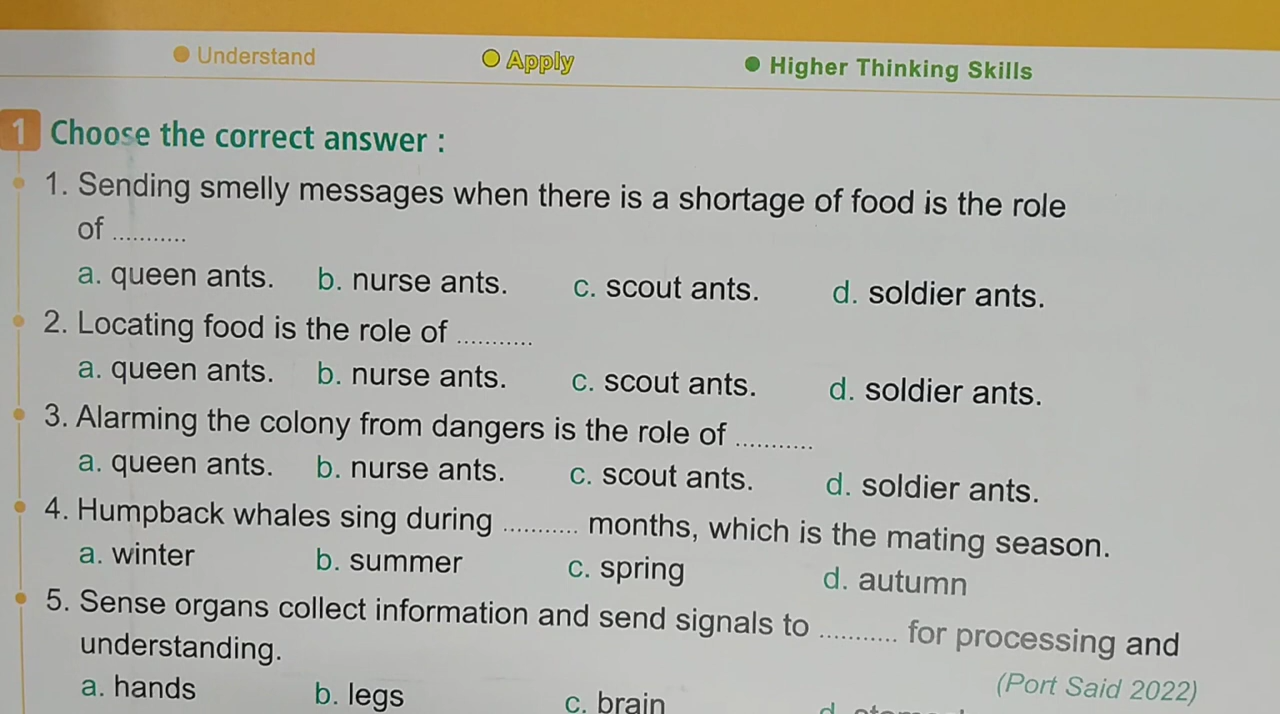 Understand Apply Higher Thinking Skills
1 Choose the correct answer :
1. Sending smelly messages when there is a shortage of food is the role
of ...........
a. queen ants. b. nurse ants. c. scout ants. d. soldier ants.
2. Locating food is the role of ...........
a. queen ants. b. nurse ants. c. scout ants. d. soldier ants.
3. Alarming the colony from dangers is the role of ...........
a. queen ants. b. nurse ants. c. scout ants. d. soldier ants.
4. Humpback whales sing during ........... months, which is the mating season.
a. winter b. summer c. spring d. autumn
5. Sense organs collect information and send signals to ........... for processing and
understanding.
(Port Said 2022)
a. hands b. legs c. brain d.